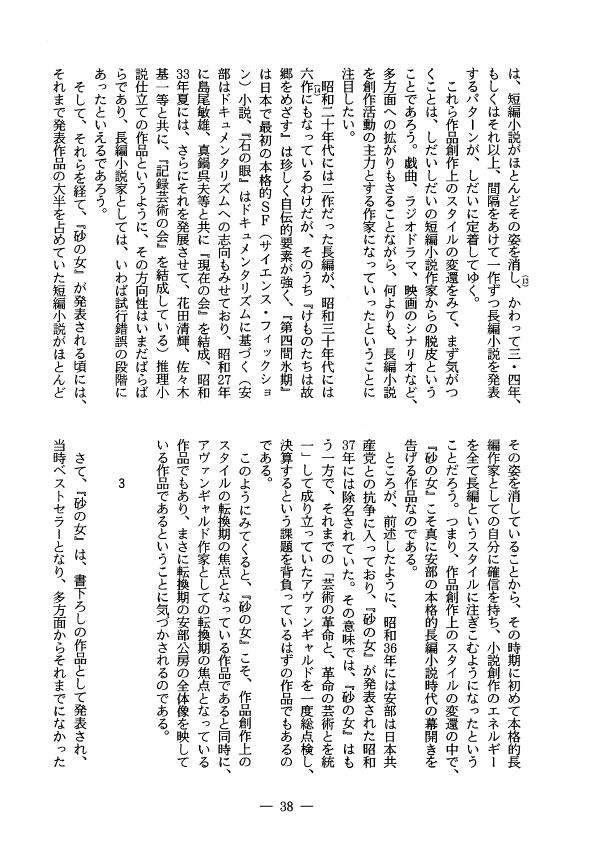 は、短編小説がほとんどその姿を消し、かわって三・四年、
もしくはそれ以上、間隔をあけて一作ずつ長編小説を発表
するパターンが、しだいに定着してゆく。(13)
これら作品創作上のスタイルの変還をみて、まず気がつ
くことは、しだいしだいの短編小説作家からの脱皮という
ことであろう。戯曲、ラジオドラマ、映画のシナリオなど、
多方面への拡がりもさることながら、何よりも、長編小説
を創作活動の主力とする作家になっていったということに
注目したい。
昭和二十年代には二作だった長編が、昭和三十年代には
六作にもなっているわけだが、(14)そのうち『けものたちは故
郷をめざす』は珍しく自伝的要素が強く、『第四間氷期』
は日本で最初の本格的SF（サイエンス・フィックショ
ン）小説、『石の眼』はドキュメンタリズムに基づく（安
部はドキュメンタリズムへの志向もみせており、昭和27年
に島尾敏雄、真鍋呉夫等と共に『現在の会』を結成、昭和
33年夏には、さらにそれを発展させて、花田清輝、佐々木
基一等と共に、『記録芸術の会』を結成している）推理小
説仕立ての作品というように、その方向性はいまだばらば
らであり、長編小説家としては、いわば試行錯誤の段階に
あったといえるであろう。
そして、それらを経て、『砂の女』が発表される頃には、
それまで発表作品の大半を占めていた短編小説がほとんど
その姿を消していることから、その時期に初めて本格的長
編作家としての自分に確信を持ち、小説創作のエネルギー
を全て長編というスタイルに注ぎこむようになったという
ことだろう。つまり、作品創作上のスタイルの変還の中で、
『砂の女』こそ真に安部の本格的長編小説時代の幕開きを
告げる作品なのである。
ところが、前述したように、昭和36年には安部は日本共
産党との抗争に入っており、『砂の女』が発表された昭和
37年には除名されていた。その意味では、『砂の女』はも
う一方で、それまでの「芸術の革命と、革命の芸術とを統
一」して成り立っていたアヴァンギャルドを一度総点検し、
決算するという課題を背負っているはずの作品でもあるの
である。
このようにみてくると、『砂の女』こそ、作品創作上の
スタイルの転換期の焦点となっている作品であると同時に、
アヴァンギャルド作家としての転換期の焦点となっている
作品でもあり、まさに転換期の安部公房の全体像を映して
いる作品であるということに気づかされるのである。
3
さて、『砂の女』は、書下ろしの作品として発表され、
当時ベストセラーとなり、多方面からそれまでになかった
— 38 —